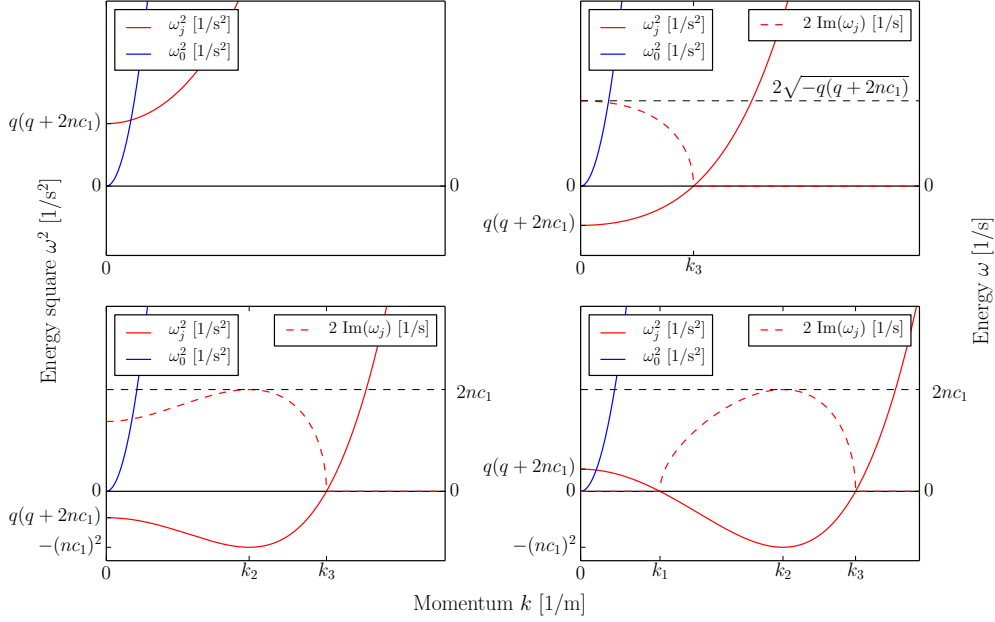 ω_j^2 [1/s^2]
ω_0^2 [1/s^2]
q(q + 2nc_1)
0
0
0
ω_j^2 [1/s^2]
ω_0^2 [1/s^2]
2 Im(ω_j) [1/s]
2√(−q(q + 2nc_1))
0
0
q(q + 2nc_1)
0
k_3
Energy square ω^2 [1/s^2]
Energy ω [1/s]
ω_j^2 [1/s^2]
ω_0^2 [1/s^2]
2 Im(ω_j) [1/s]
2nc_1
0
0
q(q + 2nc_1)
−(nc_1)^2
0
k_2
k_3
ω_j^2 [1/s^2]
ω_0^2 [1/s^2]
2 Im(ω_j) [1/s]
2nc_1
q(q + 2nc_1)
0
0
−(nc_1)^2
0
k_1
k_2
k_3
Momentum k [1/m]